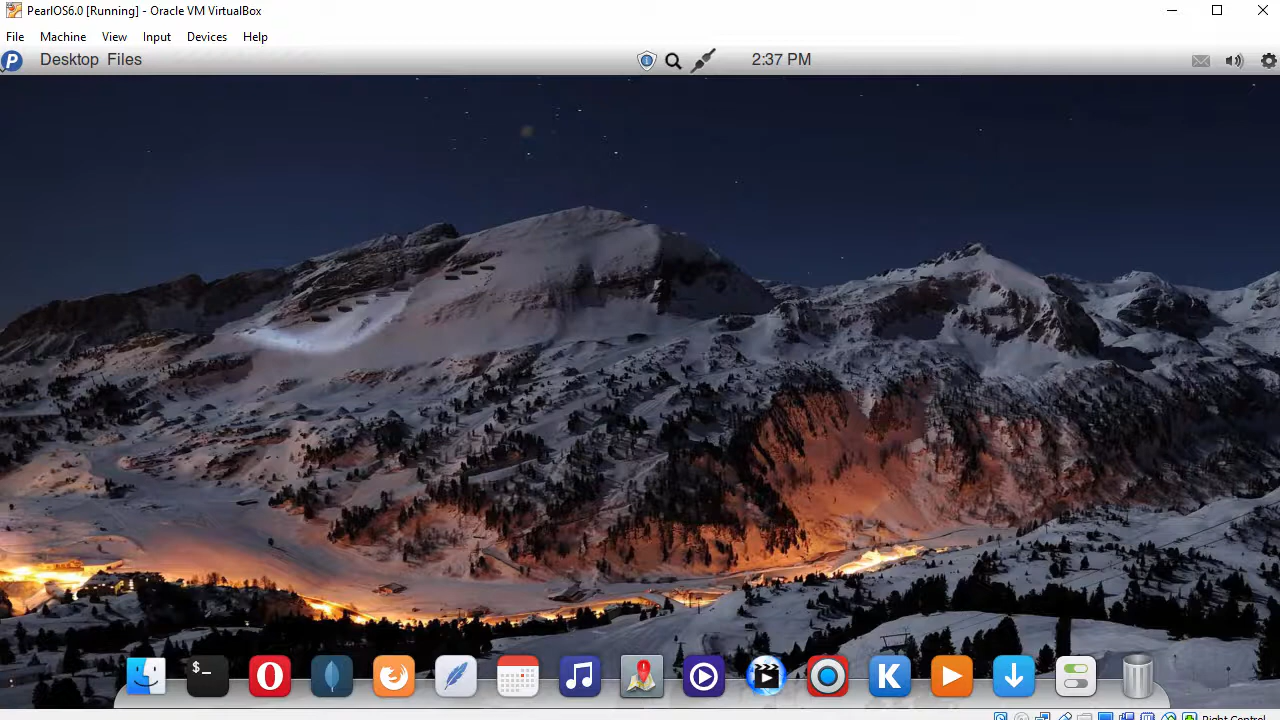 PearlOS6.0 [Running] - Oracle VM VirtualBox
File Machine View Input Devices Help
P Desktop Files 2:37 PM
$_ K
Right Control